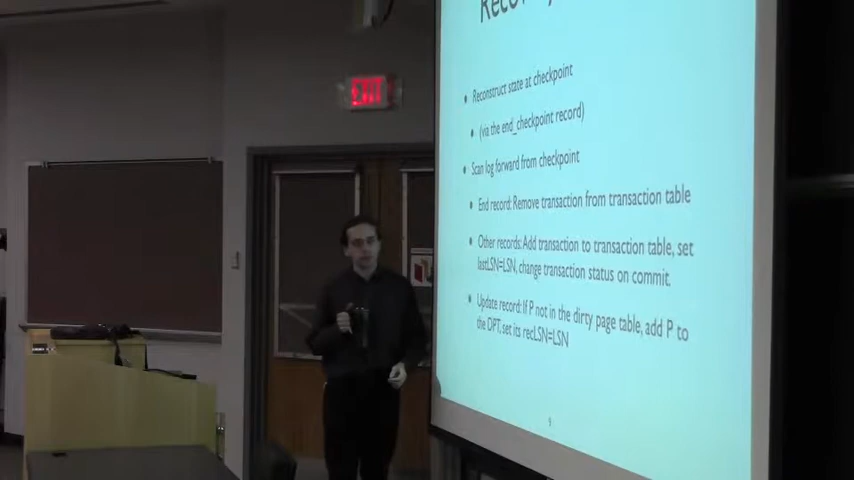 EXIT
• Reconstruct state at checkpoint
• (via the end_checkpoint record)
• Scan log forward from checkpoint
• End record: Remove transaction from transaction table
• Other records: Add transaction to transaction table, set
lastLSN=LSN, change transaction status on commit.
• Update record: If P not in the dirty page table, add P to
the DPT, set its recLSN=LSN